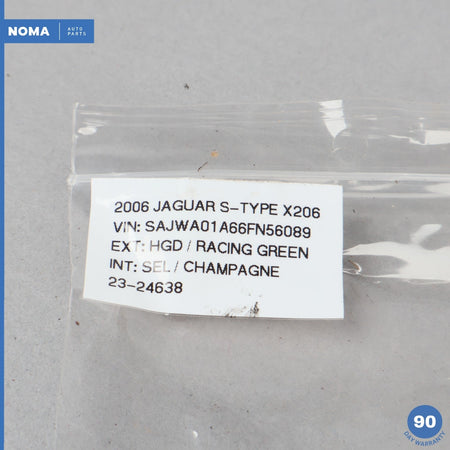 NOMA AUTO PARTS
2006 JAGUAR S-TYPE X206
VIN: SAJWA01A66FN56089
EXT: HGD / RACING GREEN
INT: SEL / CHAMPAGNE
23-24638
90
DAY WARRANTY